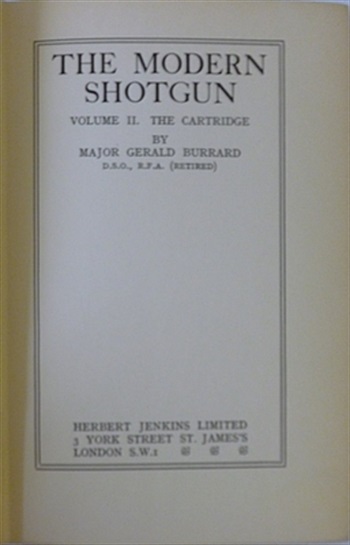 THE MODERN
SHOTGUN
VOLUME II. THE CARTRIDGE
BY
MAJOR GERALD BURRARD
D.S.O., R.F.A. (RETIRED)
HERBERT JENKINS LIMITED
3 YORK STREET ST. JAMES'S
LONDON S.W.1